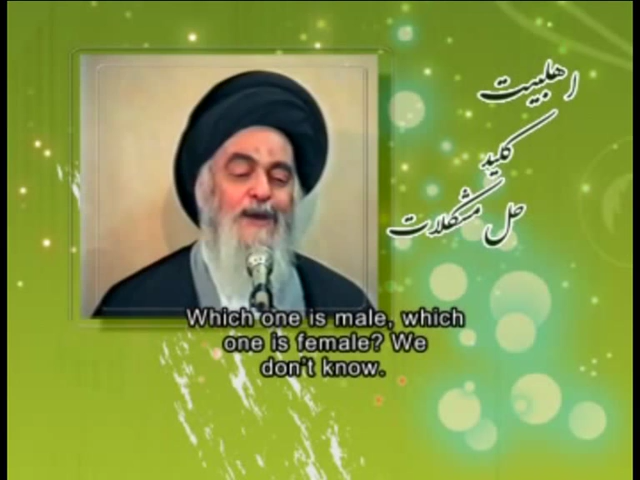 اهلبیت
کلید
حل مشکلات
Which one is male, which
one is female? We
don't know.